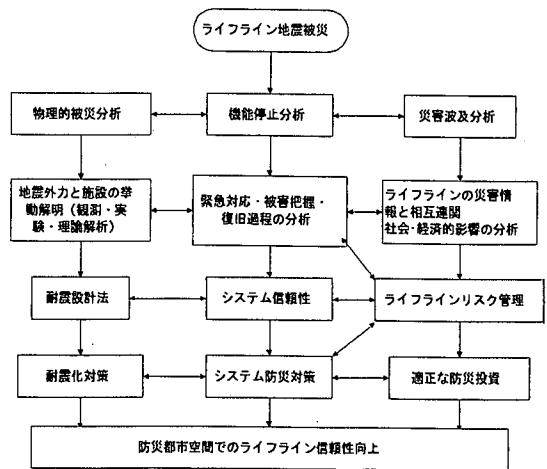 ライフライン地震被災
物理的被災分析
機能停止分析
災害波及分析
地震外力と施設の挙
動解明（観測・実
験・理論解析）
緊急対応・被害把握・
復旧過程の分析
ライフラインの災害情
報と相互連関
社会・経済的影響の分析
耐震設計法
システム信頼性
ライフラインリスク管理
耐震化対策
システム防災対策
適正な防災投資
防災都市空間でのライフライン信頼性向上